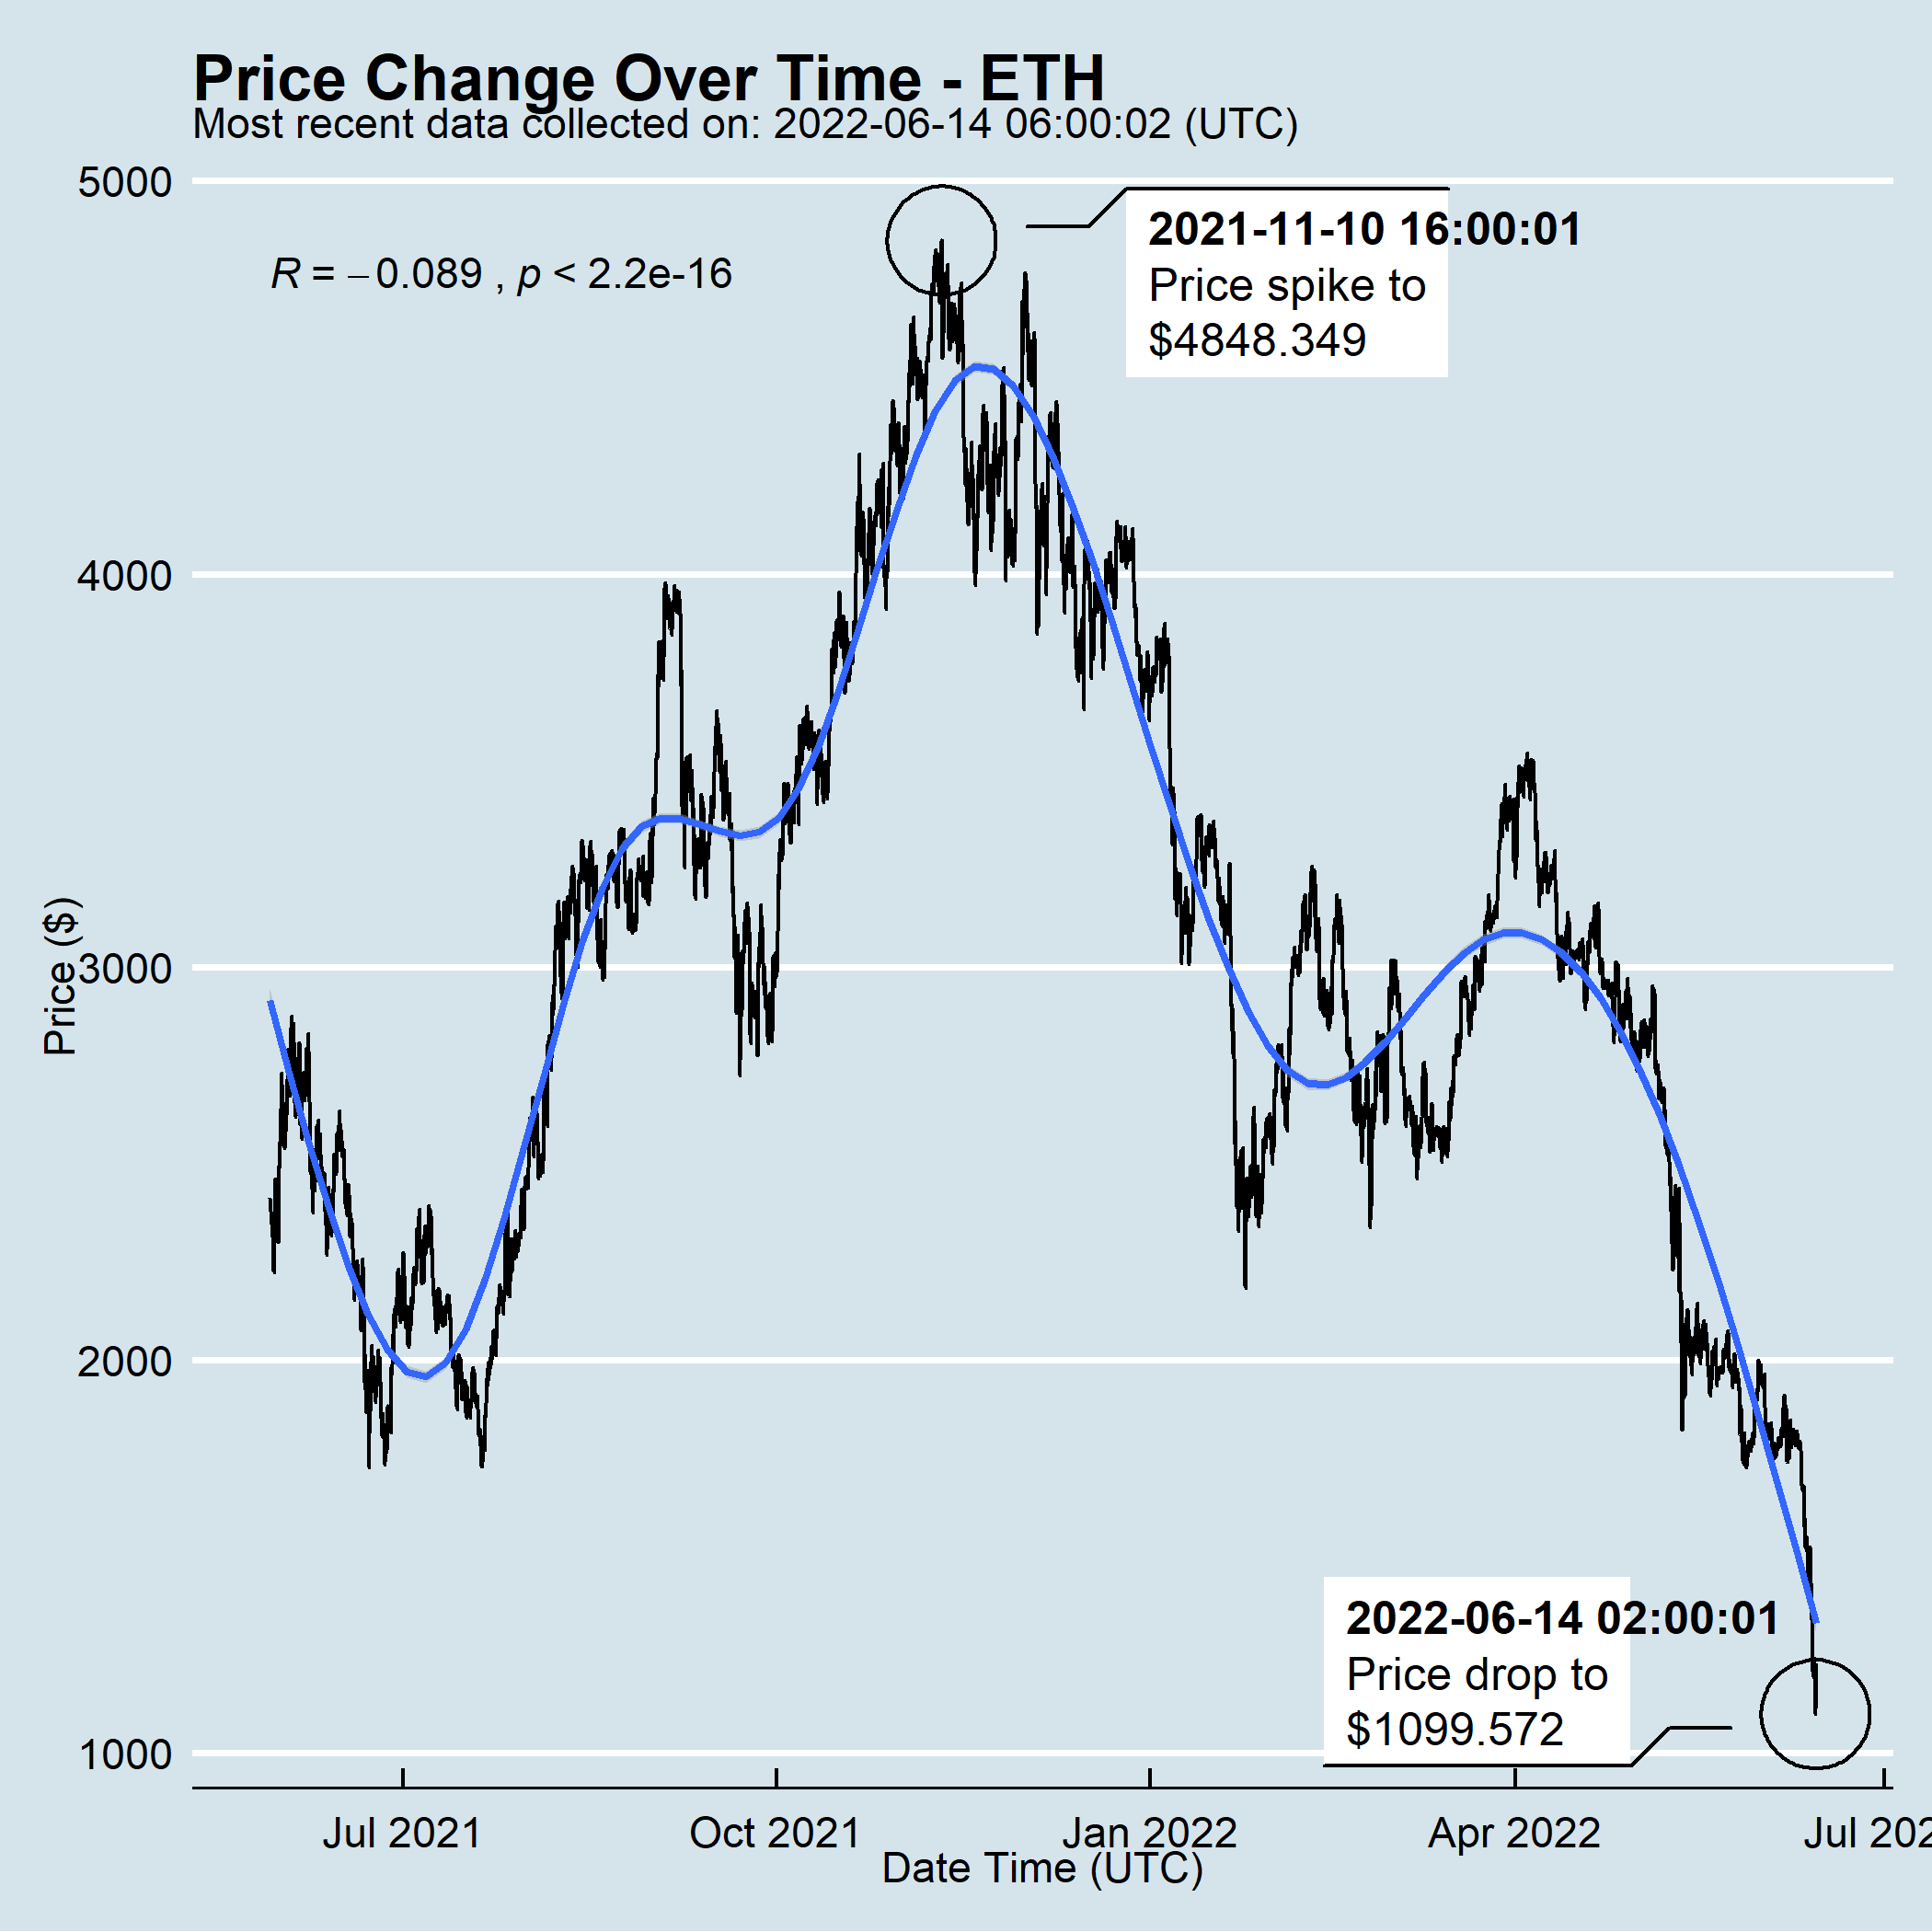 Price Change Over Time - ETH
Most recent data collected on: 2022-06-14 06:00:02 (UTC)
5000
2021-11-10 16:00:01
Price spike to
$4848.349
R = −0.089 , p < 2.2e-16
4000
Price ($)
3000
2000
2022-06-14 02:00:01
Price drop to
$1099.572
1000
Jul 2021 Oct 2021 Jan 2022 Apr 2022 Jul 202
Date Time (UTC)